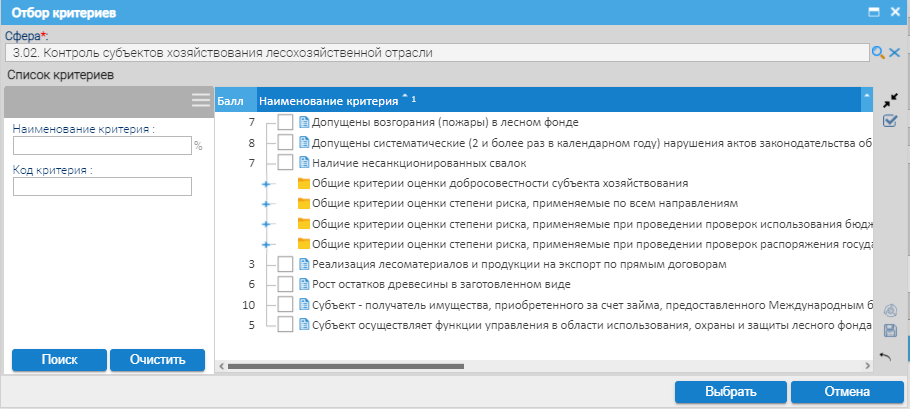 Отбор критериев
Сфера*:
3.02. Контроль субъектов хозяйствования лесохозяйственной отрасли
Список критериев
Балл Наименование критерия 1
Наименование критерия :
%
Код критерия :
7 Допущены возгорания (пожары) в лесном фонде
8 Допущены систематические (2 и более раз в календарном году) нарушения актов законодательства об
7 Наличие несанкционированных свалок
Общие критерии оценки добросовестности субъекта хозяйствования
Общие критерии оценки степени риска, применяемые по всем направлениям
Общие критерии оценки степени риска, применяемые при проведении проверок использования бюдж
Общие критерии оценки степени риска, применяемые при проведении проверок распоряжения госуда
3 Реализация лесоматериалов и продукции на экспорт по прямым договорам
6 Рост остатков древесины в заготовленном виде
10 Субъект - получатель имущества, приобретенного за счет займа, предоставленного Международным б
5 Субъект осуществляет функции управления в области использования, охраны и защиты лесного фонда
Поиск Очистить
Выбрать Отмена